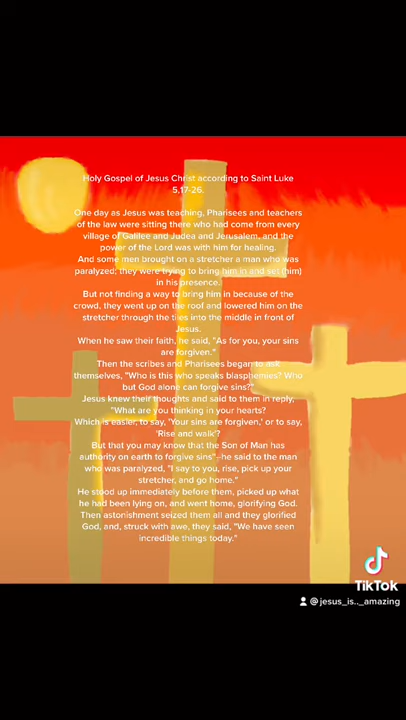 Holy Gospel of Jesus Christ according to Saint Luke
5,17-26.
One day as Jesus was teaching, Pharisees and teachers
of the law were sitting there who had come from every
village of Galilee and Judea and Jerusalem, and the
power of the Lord was with him for healing.
And some men brought on a stretcher a man who was
paralyzed; they were trying to bring him in and set (him)
in his presence.
But not finding a way to bring him in because of the
crowd, they went up on the roof and lowered him on the
stretcher through the tiles into the middle in front of
Jesus.
When he saw their faith, he said, "As for you, your sins
are forgiven."
Then the scribes and Pharisees began to ask
themselves, "Who is this who speaks blasphemies? Who
but God alone can forgive sins?"
Jesus knew their thoughts and said to them in reply,
"What are you thinking in your hearts?
Which is easier, to say, 'Your sins are forgiven,' or to say,
'Rise and walk'?
But that you may know that the Son of Man has
authority on earth to forgive sins"--he said to the man
who was paralyzed, "I say to you, rise, pick up your
stretcher, and go home."
He stood up immediately before them, picked up what
he had been lying on, and went home, glorifying God.
Then astonishment seized them all and they glorified
God, and, struck with awe, they said, "We have seen
incredible things today."
TikTok
@jesus_is.._amazing